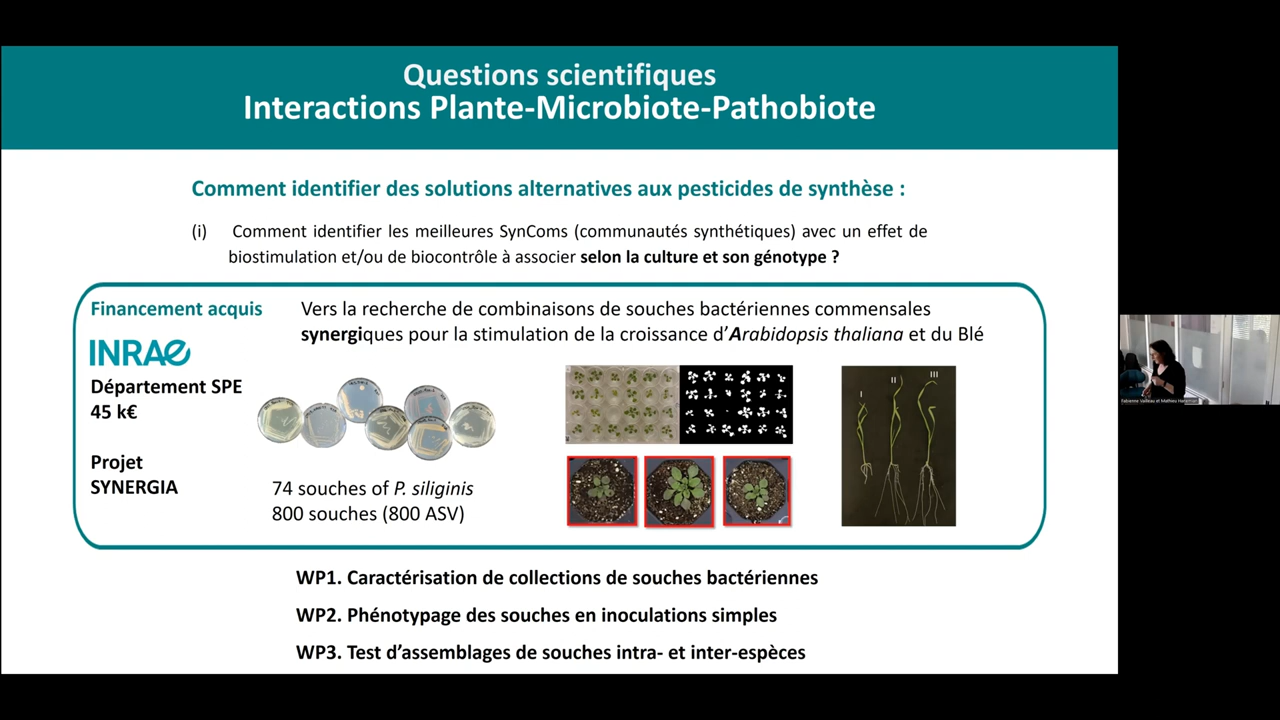 Questions scientifiques
Interactions Plante-Microbiote-Pathobiote
Comment identifier des solutions alternatives aux pesticides de synthèse :
(i) Comment identifier les meilleures SynComs (communautés synthétiques) avec un effet de
biostimulation et/ou de biocontrôle à associer selon la culture et son génotype ?
Financement acquis
Vers la recherche de combinaisons de souches bactériennes commensales
synergiques pour la stimulation de la croissance d'Arabidopsis thaliana et du Blé
INRAE
Département SPE
45 k€
Projet
SYNERGIA
74 souches of P. siliginis
800 souches (800 ASV)
I
II
III
WP1. Caractérisation de collections de souches bactériennes
WP2. Phénotypage des souches en inoculations simples
WP3. Test d'assemblages de souches intra- et inter-espèces
Fabienne Vailleau et Mathieu